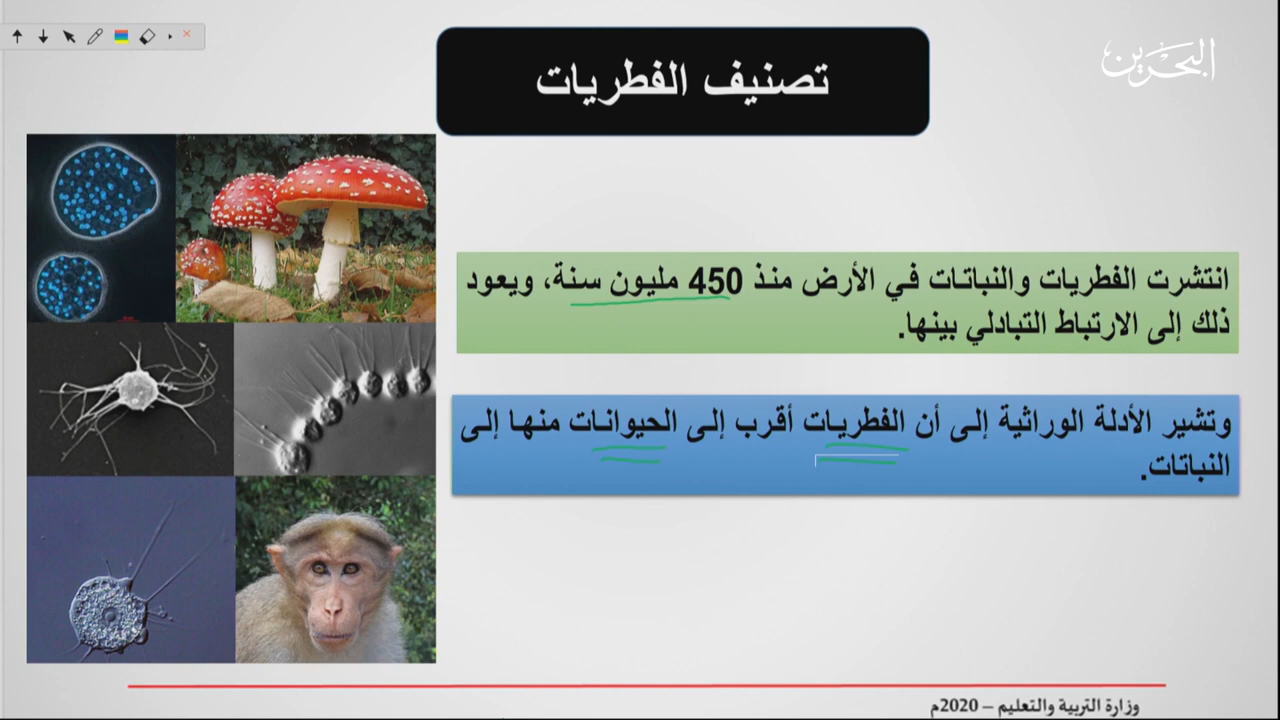 البحرين
تصنيف الفطريات
انتشرت الفطريات والنباتات في الأرض منذ 450 مليون سنة، ويعود
ذلك إلى الارتباط التبادلي بينها.
وتشير الأدلة الوراثية إلى أن الفطريات أقرب إلى الحيوانات منها إلى
النباتات.
وزارة التربية والتعليم – 2020م